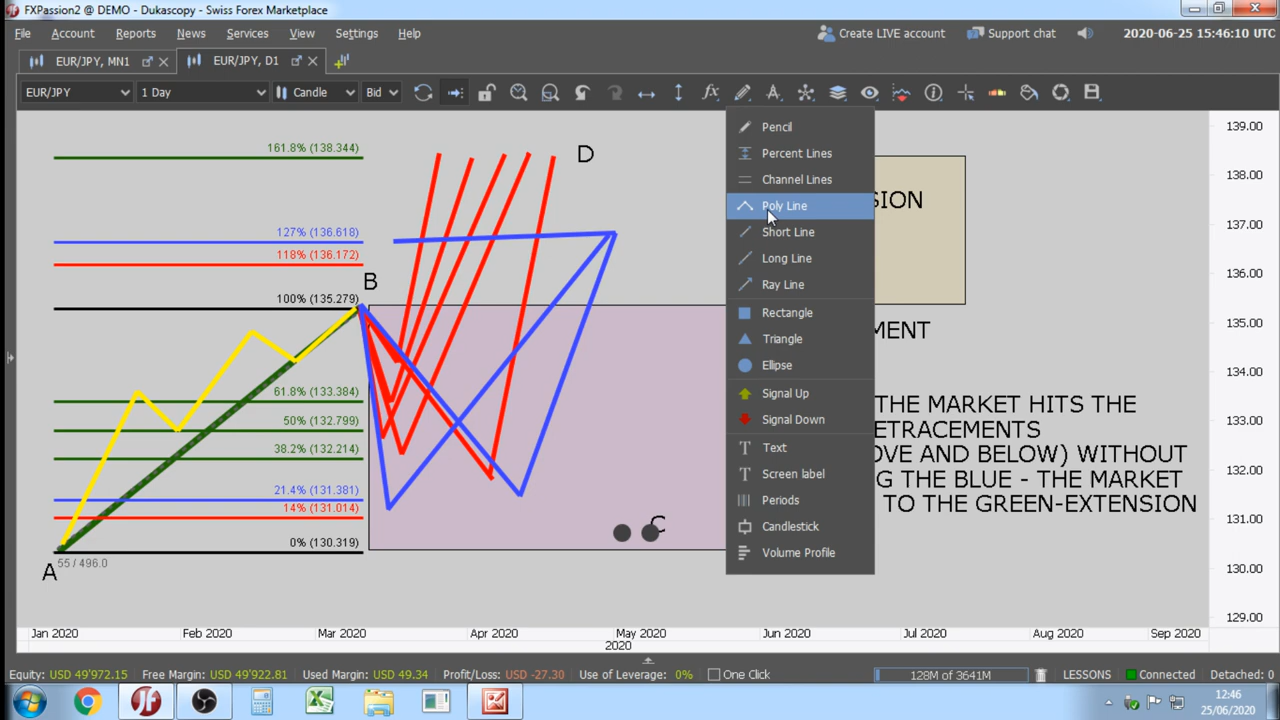 FXPassion2 @ DEMO - Dukascopy - Swiss Forex Marketplace
File Account Reports News Services View Settings Help
Create LIVE account Support chat 2020-06-25 15:46:10 UTC
EUR/JPY, MN1 EUR/JPY, D1
EUR/JPY 1 Day Candle Bid
Pencil
Percent Lines
Channel Lines
Poly Line
Short Line
Long Line
Ray Line
Rectangle
Triangle
Ellipse
Signal Up
Signal Down
Text
Screen label
Periods
Candlestick
Volume Profile
161.8% (138.344)
127% (136.618)
118% (136.172)
100% (135.279)
61.8% (133.384)
50% (132.799)
38.2% (132.214)
21.4% (131.381)
14% (131.014)
0% (130.319)
A
55 / 496.0
B
C
D
SION
MENT
THE MARKET HITS THE
ETRACEMENTS
OVE AND BELOW) WITHOUT
G THE BLUE - THE MARKET
TO THE GREEN-EXTENSION
139.00
138.00
137.00
136.00
135.00
134.00
133.00
132.00
131.00
130.00
129.00
Jan 2020 Feb 2020 Mar 2020 Apr 2020 May 2020 Jun 2020 Jul 2020 Aug 2020 Sep 2020
2020
Equity: USD 49'972.15 Free Margin: USD 49'922.81 Used Margin: USD 49.34 Profit/Loss: USD -27.30 Use of Leverage: 0% One Click 128M of 3641M LESSONS Connected Detached: 0
12:46
25/06/2020